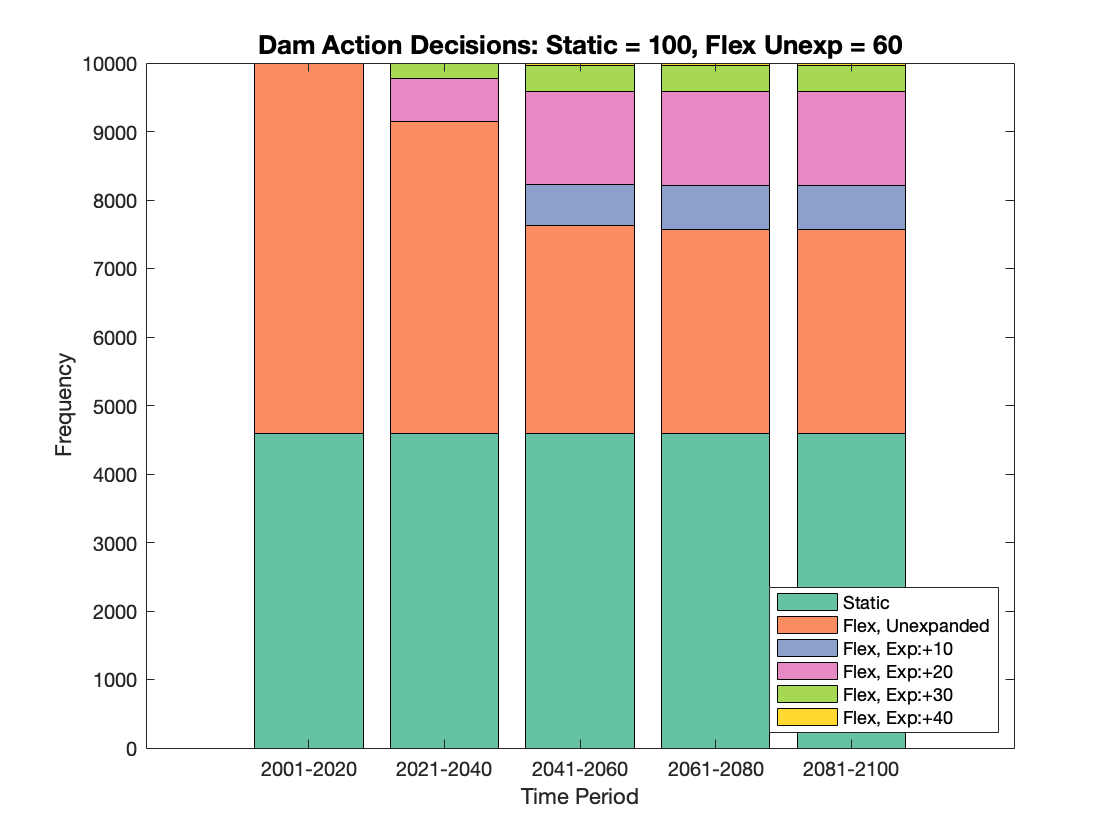 Dam Action Decisions: Static = 100, Flex Unexp = 60
10000
9000
8000
7000
6000
5000
4000
3000
2000
1000
0
Frequency
Static
Flex, Unexpanded
Flex, Exp:+10
Flex, Exp:+20
Flex, Exp:+30
Flex, Exp:+40
2001-2020 2021-2040 2041-2060 2061-2080 2081-2100
Time Period